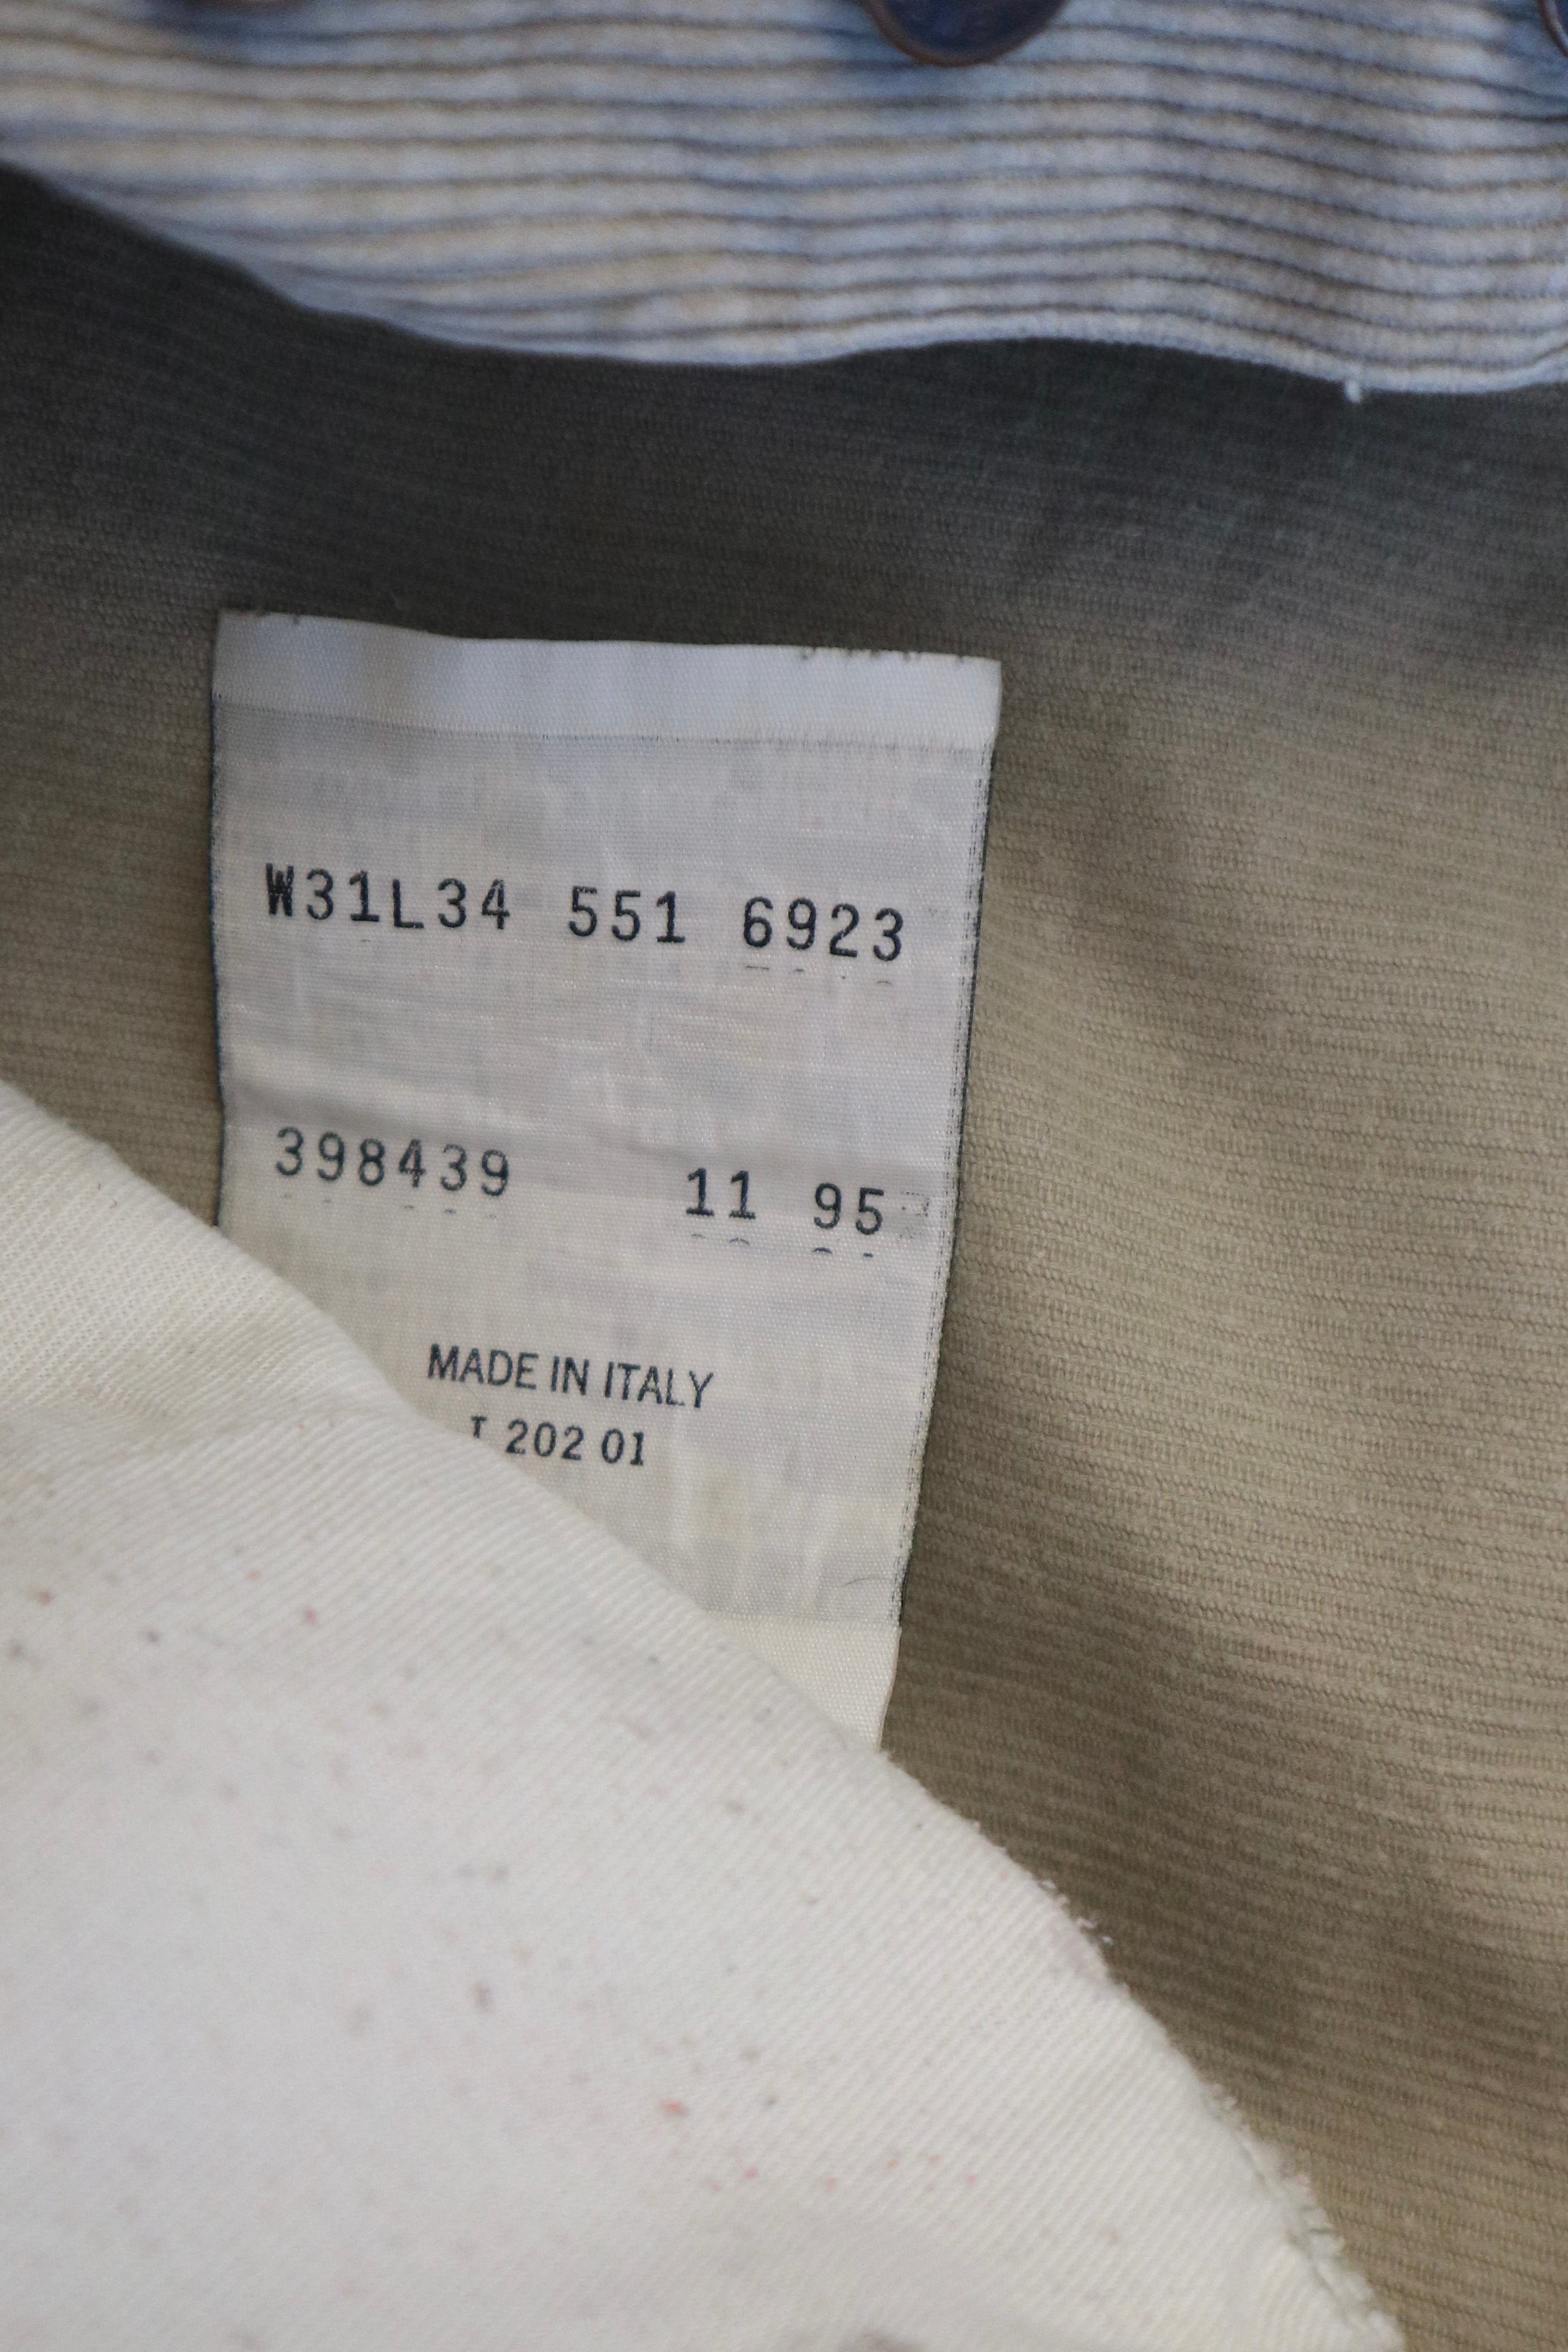 W31L34 551 6923
398439 11 95
MADE IN ITALY
I 202 01